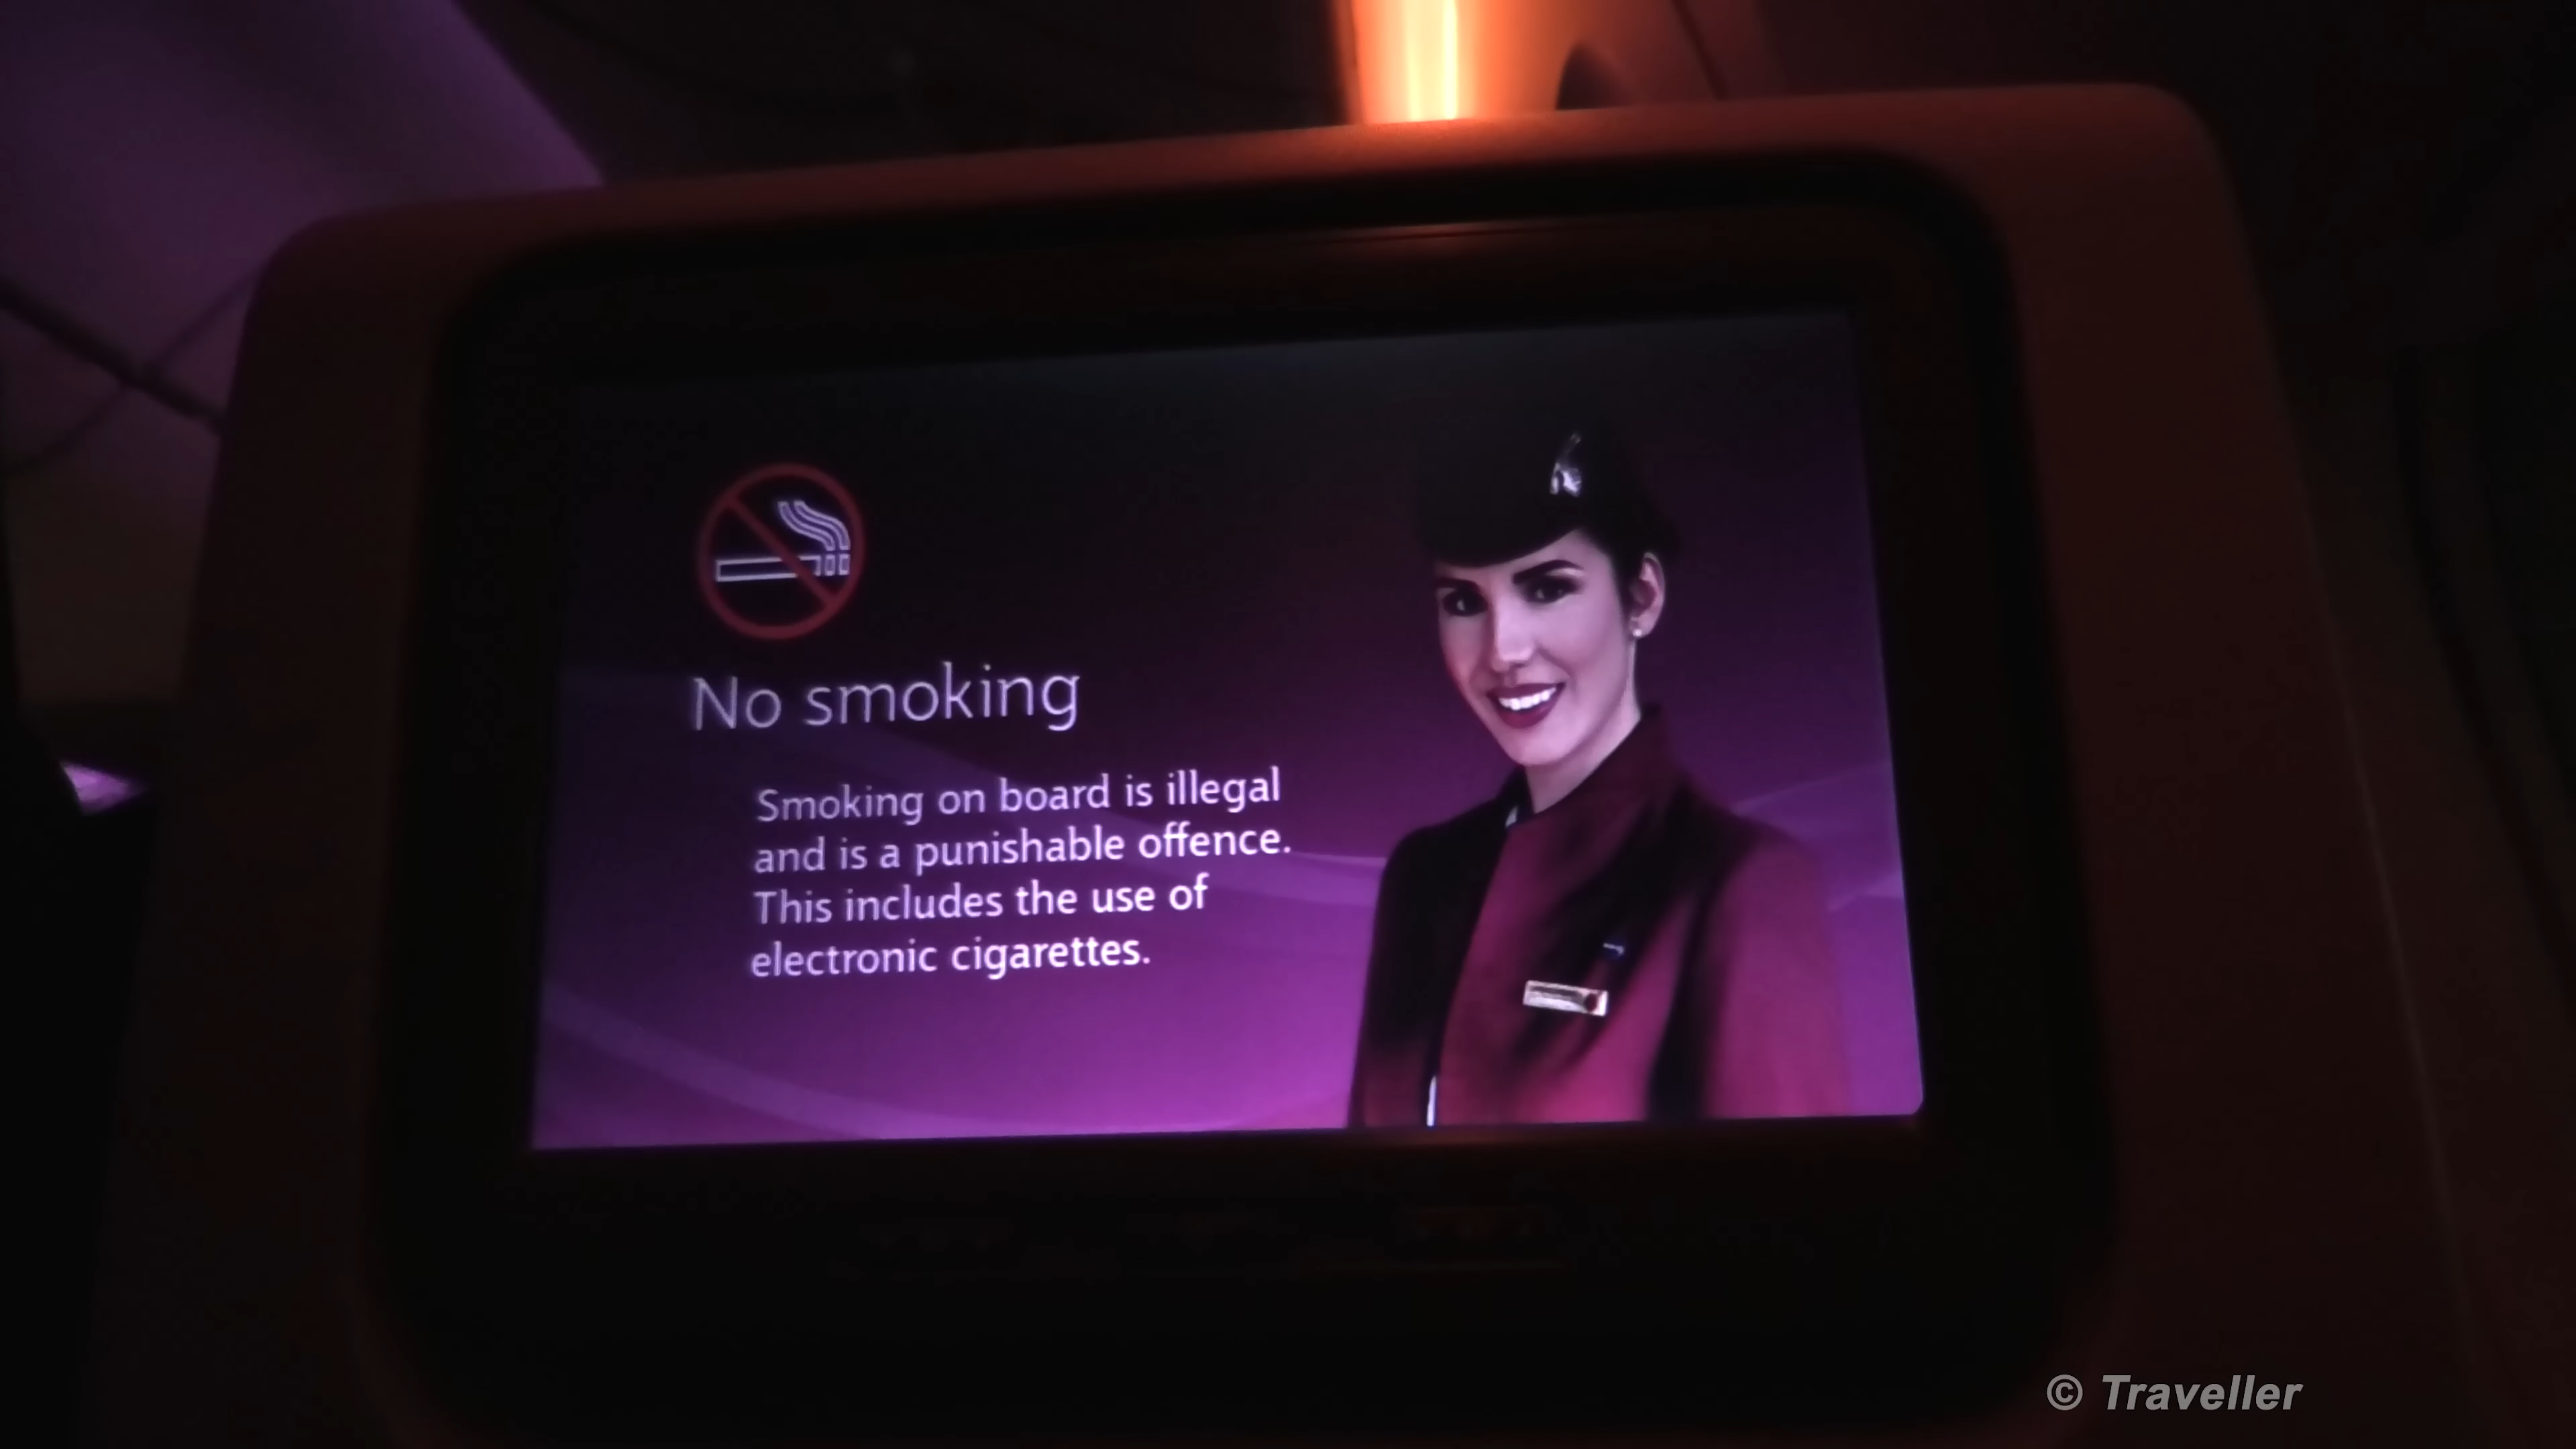 No smoking
Smoking on board is illegal
and is a punishable offence.
This includes the use of
electronic cigarettes.
© Traveller